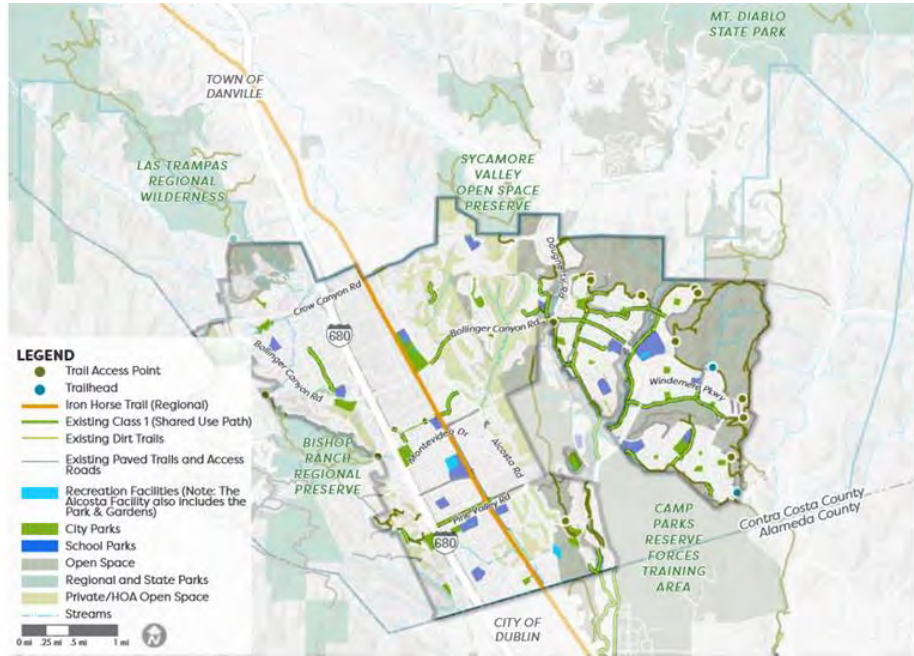 MT. DIABLO
STATE PARK
TOWN OF
DANVILLE
LAS TRAMPAS
REGIONAL
WILDERNESS
SYCAMORE
VALLEY
OPEN SPACE
PRESERVE
Dougherty Rd
Crow Canyon Rd
Bollinger Canyon Rd
680
Bollinger Canyon Rd
Windemere Pkwy
Montevideo Dr
Alcosta Rd
BISHOP
RANCH
REGIONAL
PRESERVE
Pine Valley Rd
680
CAMP
PARKS
RESERVE
FORCES
TRAINING
AREA
Contra Costa County
Alameda County
CITY OF
DUBLIN
LEGEND
Trail Access Point
Trailhead
Iron Horse Trail (Regional)
Existing Class 1 (Shared Use Path)
Existing Dirt Trails
Existing Paved Trails and Access
Roads
Recreation Facilities (Note: The
Alcosta Facility also includes the
Park & Gardens)
City Parks
School Parks
Open Space
Regional and State Parks
Private/HOA Open Space
Streams
0 mi .25 mi .5 mi 1 mi
N